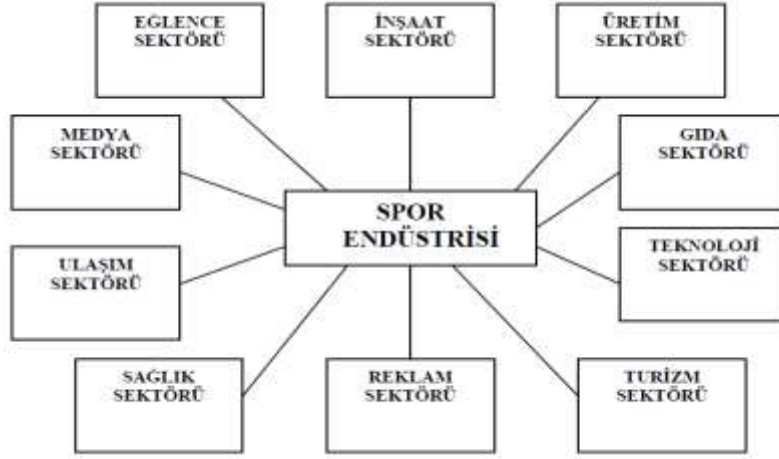 EĞLENCE
SEKTÖRÜ
İNŞAAT
SEKTÖRÜ
ÜRETİM
SEKTÖRÜ
MEDYA
SEKTÖRÜ
GIDA
SEKTÖRÜ
SPOR
ENDÜSTRİSİ
ULAŞIM
SEKTÖRÜ
TEKNOLOJİ
SEKTÖRÜ
SAĞLIK
SEKTÖRÜ
REKLAM
SEKTÖRÜ
TURİZM
SEKTÖRÜ